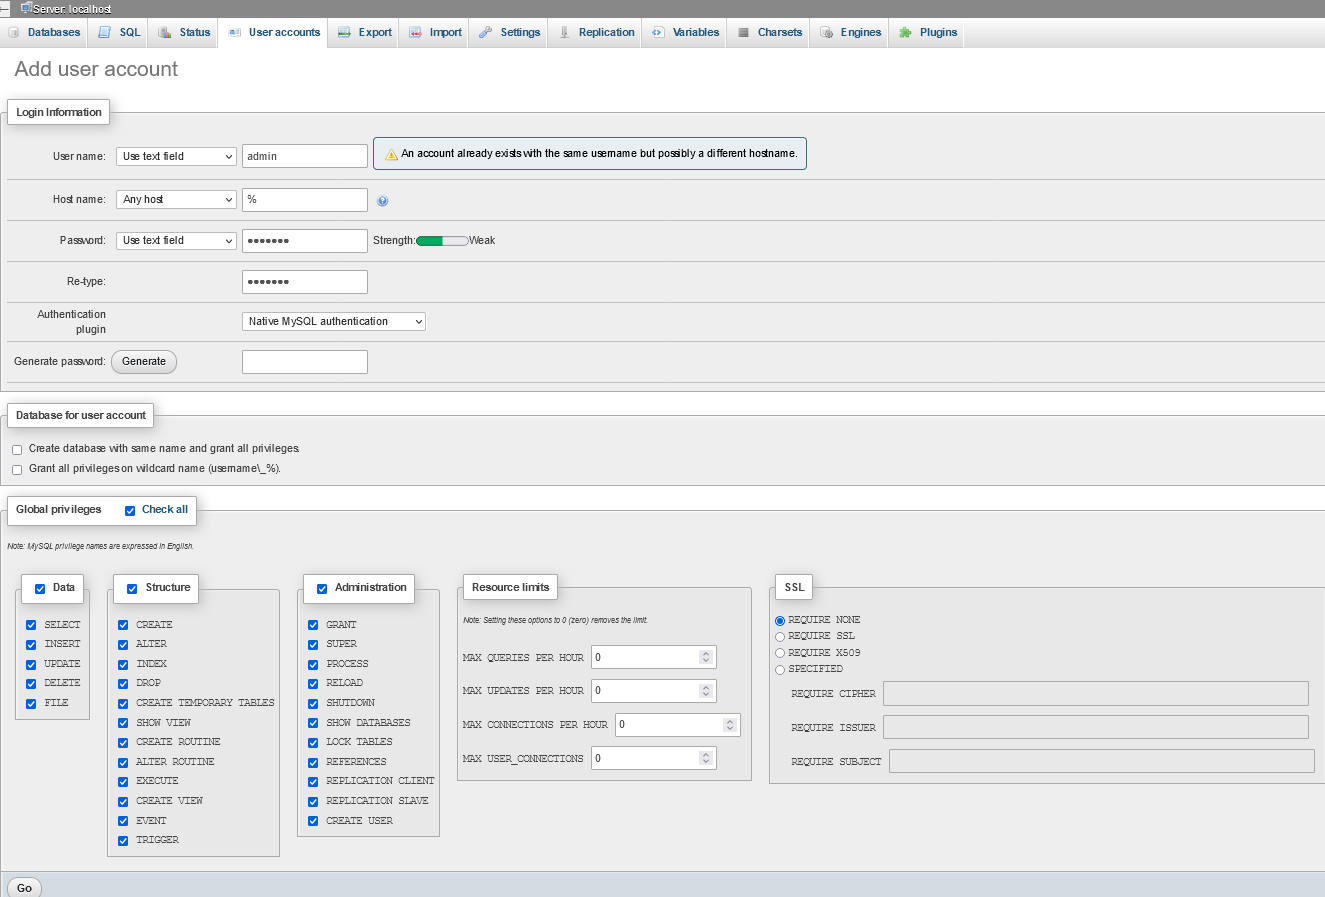 Server: localhost
Databases SQL Status User accounts Export Import Settings Replication Variables Charsets Engines Plugins
Add user account
Login Information
User name: Use text field admin An account already exists with the same username but possibly a different hostname.
Host name: Any host %
Password: Use text field ••••••• Strength: Weak
Re-type: •••••••
Authentication
plugin
Native MySQL authentication
Generate password: Generate
Database for user account
Create database with same name and grant all privileges.
Grant all privileges on wildcard name (username\_%).
Global privileges Check all
Note: MySQL privilege names are expressed in English.
Data
SELECT
INSERT
UPDATE
DELETE
FILE
Structure
CREATE
ALTER
INDEX
DROP
CREATE TEMPORARY TABLES
SHOW VIEW
CREATE ROUTINE
ALTER ROUTINE
EXECUTE
CREATE VIEW
EVENT
TRIGGER
Administration
GRANT
SUPER
PROCESS
RELOAD
SHUTDOWN
SHOW DATABASES
LOCK TABLES
REFERENCES
REPLICATION CLIENT
REPLICATION SLAVE
CREATE USER
Resource limits
Note: Setting these options to 0 (zero) removes the limit.
MAX QUERIES PER HOUR 0
MAX UPDATES PER HOUR 0
MAX CONNECTIONS PER HOUR 0
MAX USER_CONNECTIONS 0
SSL
REQUIRE NONE
REQUIRE SSL
REQUIRE X509
SPECIFIED
REQUIRE CIPHER
REQUIRE ISSUER
REQUIRE SUBJECT
Go